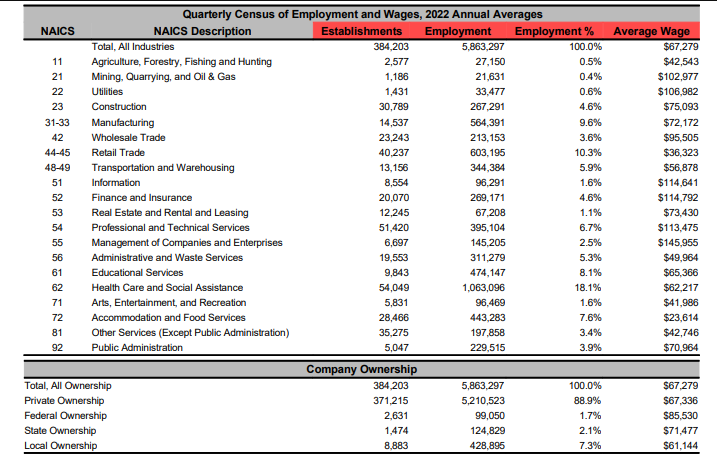 Quarterly Census of Employment and Wages, 2022 Annual Averages
NAICS NAICS Description Establishments Employment Employment % Average Wage
Total, All Industries 384,203 5,863,297 100.0% $67,279
11 Agriculture, Forestry, Fishing and Hunting 2,577 27,150 0.5% $42,543
21 Mining, Quarrying, and Oil & Gas 1,186 21,631 0.4% $102,977
22 Utilities 1,431 33,477 0.6% $106,982
23 Construction 30,789 267,291 4.6% $75,093
31-33 Manufacturing 14,537 564,391 9.6% $72,172
42 Wholesale Trade 23,243 213,153 3.6% $95,505
44-45 Retail Trade 40,237 603,195 10.3% $36,323
48-49 Transportation and Warehousing 13,156 344,384 5.9% $56,878
51 Information 8,554 96,291 1.6% $114,641
52 Finance and Insurance 20,070 269,171 4.6% $114,792
53 Real Estate and Rental and Leasing 12,245 67,208 1.1% $73,430
54 Professional and Technical Services 51,420 395,104 6.7% $113,475
55 Management of Companies and Enterprises 6,697 145,205 2.5% $145,955
56 Administrative and Waste Services 19,553 311,279 5.3% $49,964
61 Educational Services 9,843 474,147 8.1% $65,366
62 Health Care and Social Assistance 54,049 1,063,096 18.1% $62,217
71 Arts, Entertainment, and Recreation 5,831 96,469 1.6% $41,986
72 Accommodation and Food Services 28,466 443,283 7.6% $23,614
81 Other Services (Except Public Administration) 35,275 197,858 3.4% $42,746
92 Public Administration 5,047 229,515 3.9% $70,964
Company Ownership
Total, All Ownership 384,203 5,863,297 100.0% $67,279
Private Ownership 371,215 5,210,523 88.9% $67,336
Federal Ownership 2,631 99,050 1.7% $85,530
State Ownership 1,474 124,829 2.1% $71,477
Local Ownership 8,883 428,895 7.3% $61,144